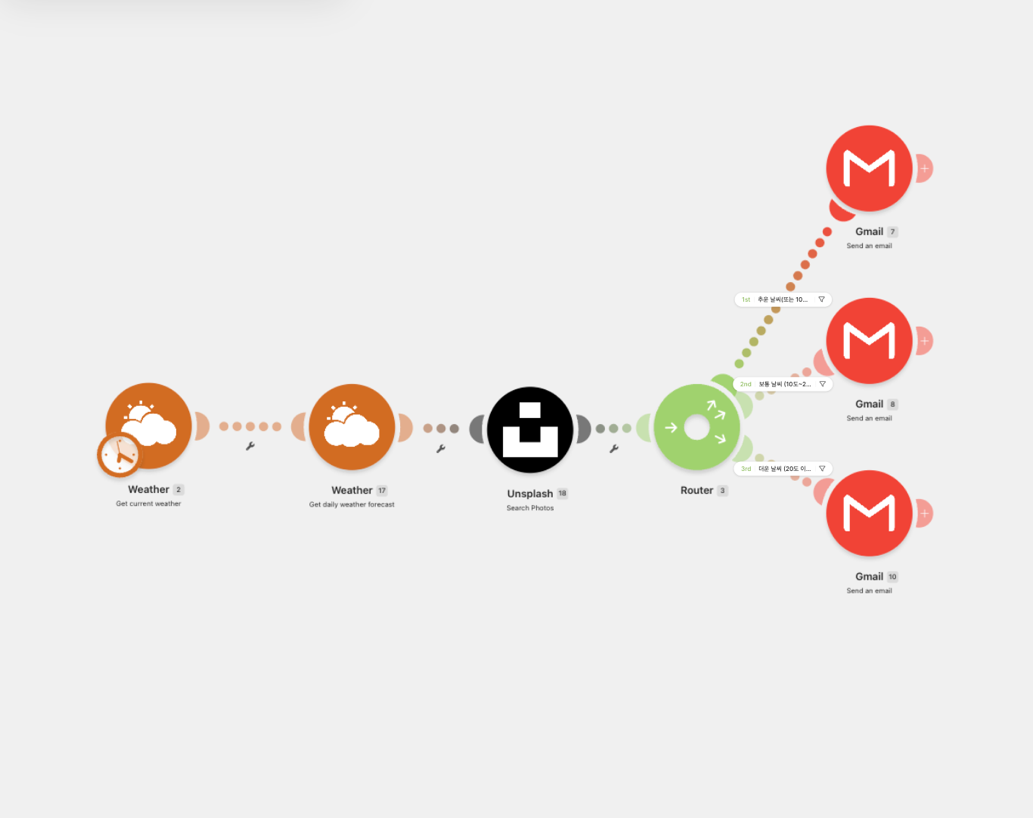 Gmail 7
Send an email
1st 추운 날씨(또는 10...
Gmail 8
Send an email
2nd 보통 날씨 (10도~2...
Weather 2
Get current weather
Weather 17
Get daily weather forecast
Unsplash 18
Search Photos
Router 3
3rd 더운 날씨 (20도 이...
Gmail 10
Send an email